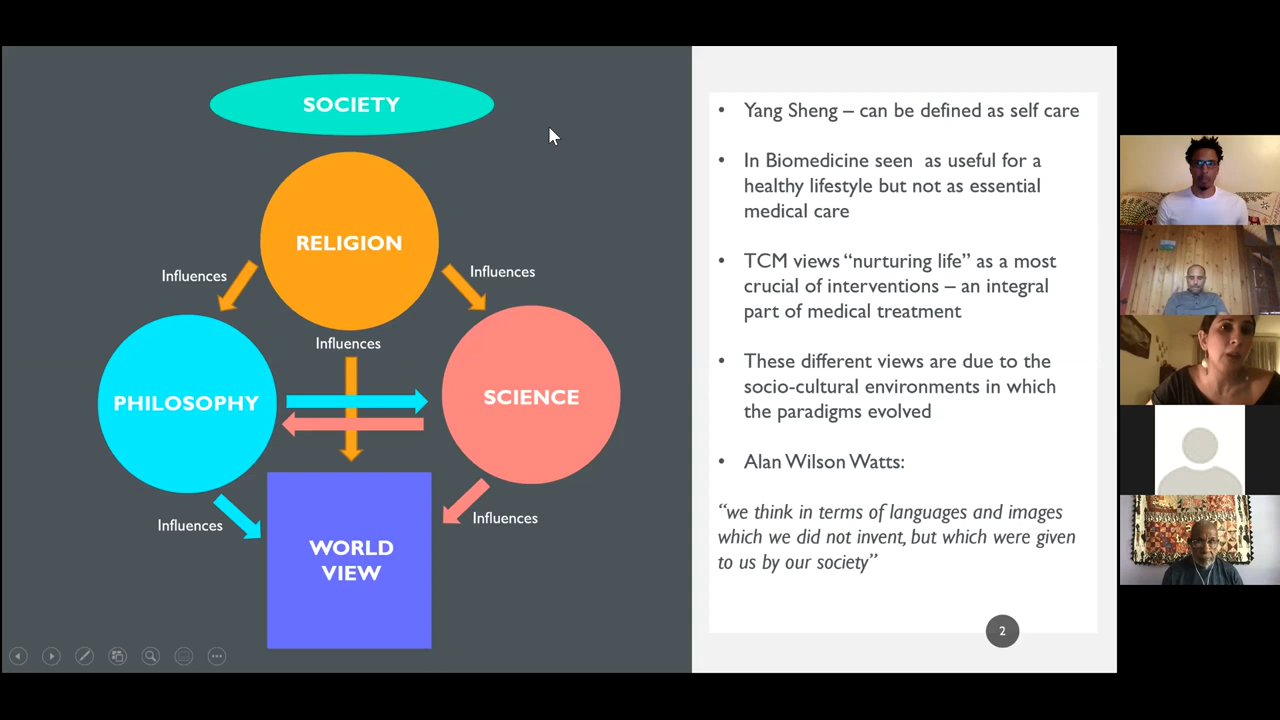 SOCIETY
RELIGION
Influences
Influences
Influences
PHILOSOPHY
SCIENCE
Influences
Influences
WORLD
VIEW
• Yang Sheng – can be defined as self care
• In Biomedicine seen as useful for a
healthy lifestyle but not as essential
medical care
• TCM views “nurturing life” as a most
crucial of interventions – an integral
part of medical treatment
• These different views are due to the
socio-cultural environments in which
the paradigms evolved
• Alan Wilson Watts:
“we think in terms of languages and images
which we did not invent, but which were given
to us by our society”
2